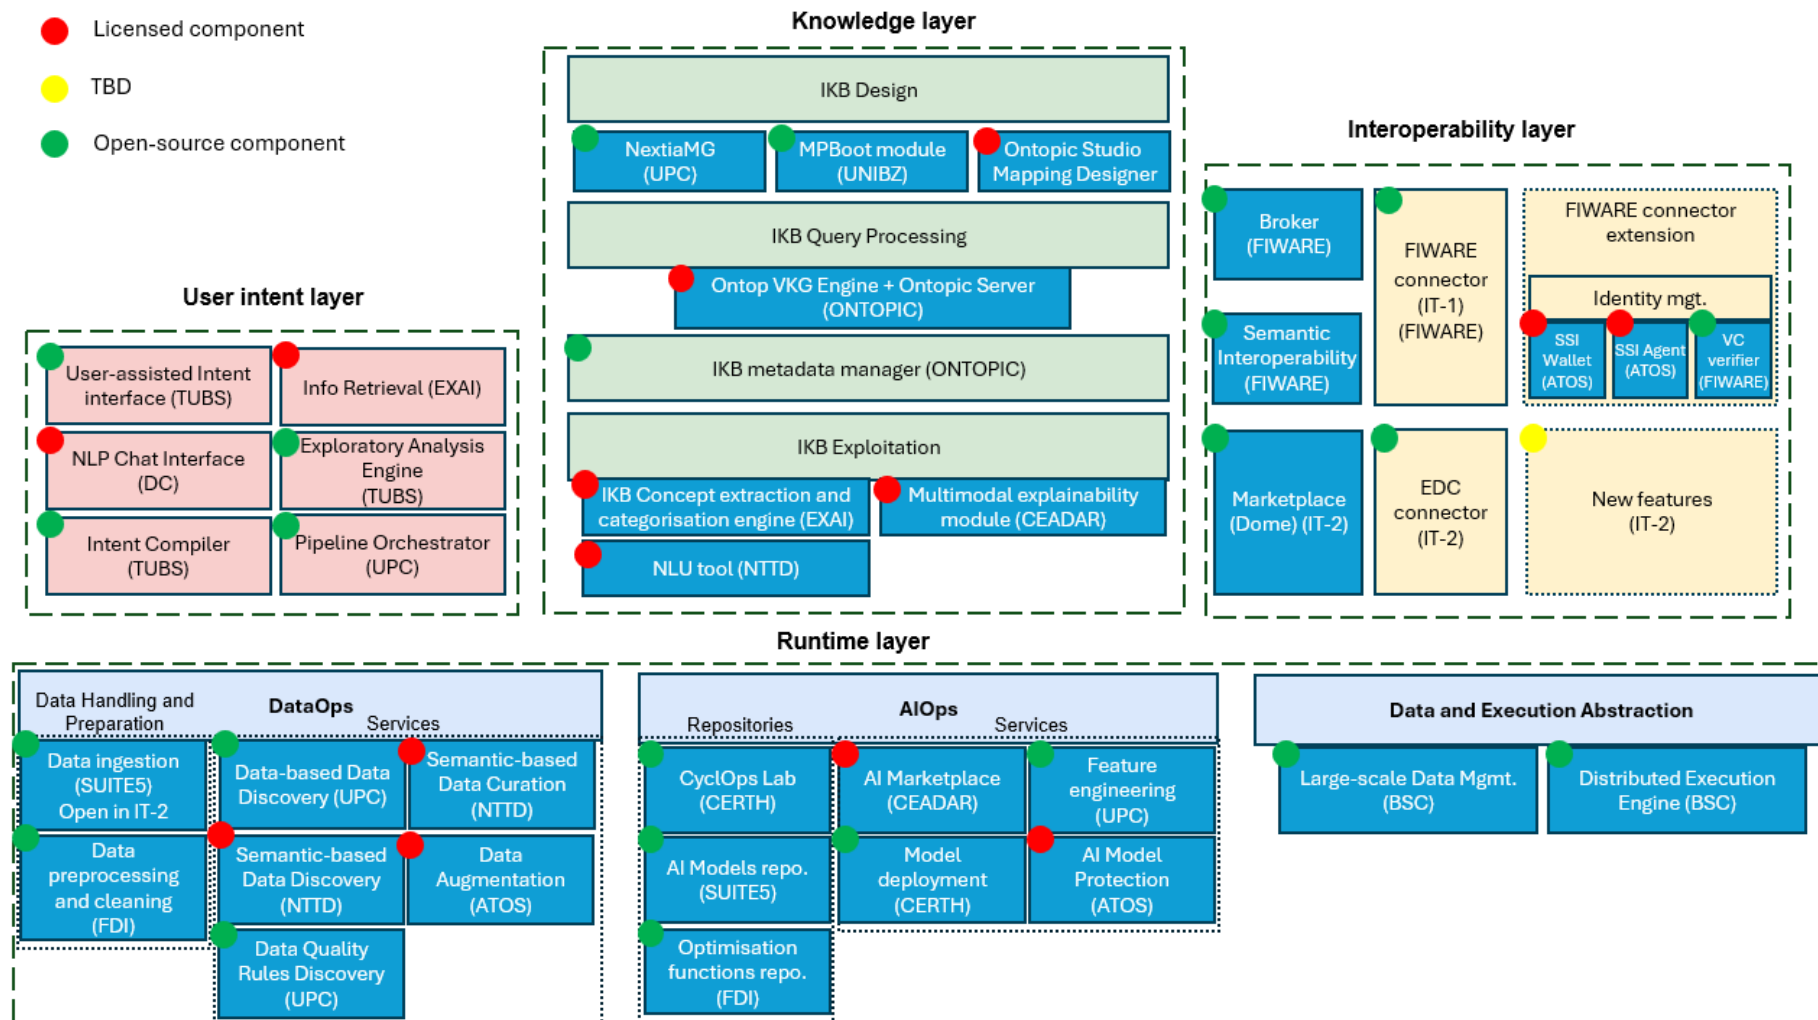 Licensed component
TBD
Open-source component
Knowledge layer
IKB Design
NextiaMG
(UPC)
MPBoot module
(UNIBZ)
Ontopic Studio
Mapping Designer
IKB Query Processing
Ontop VKG Engine + Ontopic Server
(ONTOPIC)
IKB metadata manager (ONTOPIC)
IKB Exploitation
IKB Concept extraction and
categorisation engine (EXAI)
Multimodal explainability
module (CEADAR)
NLU tool (NTTD)
Interoperability layer
Broker
(FIWARE)
FIWARE
connector
(IT-1)
(FIWARE)
FIWARE connector
extension
Identity mgt.
SSI
Wallet
(ATOS)
SSI Agent
(ATOS)
VC
verifier
(FIWARE)
Semantic
Interoperability
(FIWARE)
Marketplace
(Dome) (IT-2)
EDC
connector
(IT-2)
New features
(IT-2)
User intent layer
User-assisted Intent
interface (TUBS)
Info Retrieval (EXAI)
NLP Chat Interface
(DC)
Exploratory Analysis
Engine
(TUBS)
Intent Compiler
(TUBS)
Pipeline Orchestrator
(UPC)
Runtime layer
Data Handling and
Preparation
DataOps
Services
Data ingestion
(SUITE5)
Open in IT-2
Data-based Data
Discovery (UPC)
Semantic-based
Data Curation
(NTTD)
Data
preprocessing
and cleaning
(FDI)
Semantic-based
Data Discovery
(NTTD)
Data
Augmentation
(ATOS)
Data Quality
Rules Discovery
(UPC)
AIOps
Repositories
Services
CyclOps Lab
(CERTH)
AI Marketplace
(CEADAR)
Feature
engineering
(UPC)
AI Models repo.
(SUITE5)
Model
deployment
(CERTH)
AI Model
Protection
(ATOS)
Optimisation
functions repo.
(FDI)
Data and Execution Abstraction
Large-scale Data Mgmt.
(BSC)
Distributed Execution
Engine (BSC)